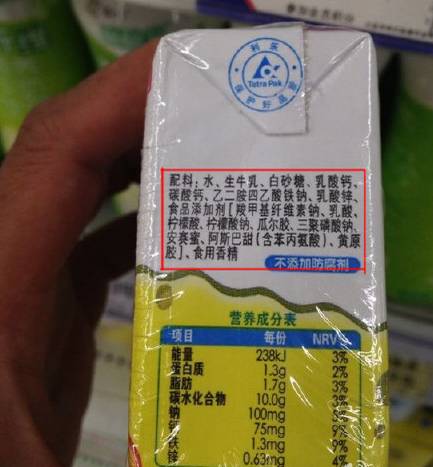 利乐
Tetra Pak
保护好品质
配料：水、生牛乳、白砂糖、乳酸钙、
碳酸钙、乙二胺四乙酸铁钠、乳酸锌、
食品添加剂[羧甲基纤维素钠、乳酸、
柠檬酸、柠檬酸钠、瓜尔胶、三聚磷酸钠、
安赛蜜、阿斯巴甜(含苯丙氨酸)、黄原
胶]、食用香精
不添加防腐剂
营养成分表
项目 每份 NRV
能量 238kJ 3%
蛋白质 1.3g 2%
脂肪 1.7g 3%
碳水化合物 10.0g 3%
钠 100mg
钙 75mg 9%
铁 1.3mg 9%
锌 0.63mg 4%